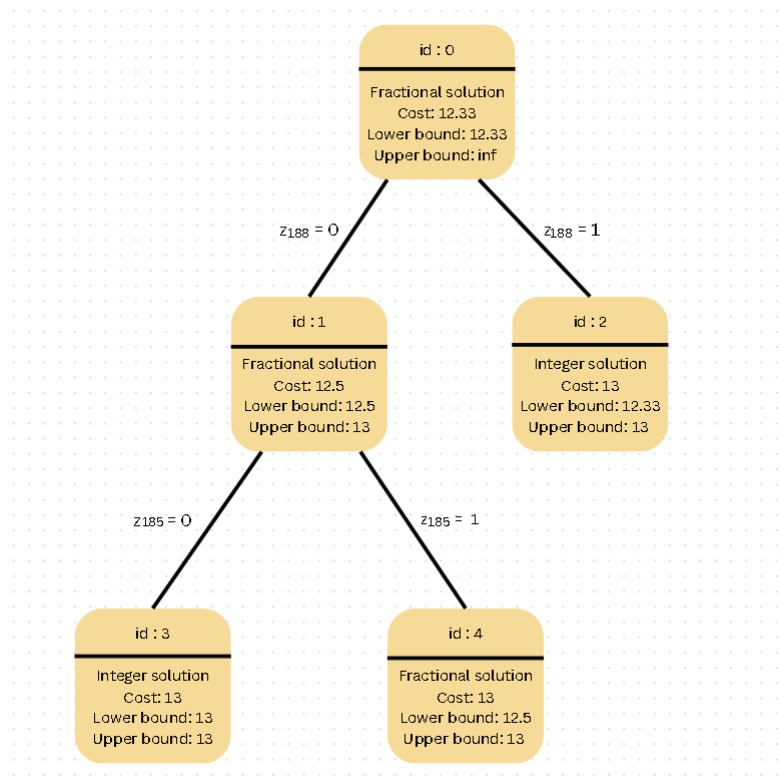 id : 0
Fractional solution
Cost: 12.33
Lower bound: 12.33
Upper bound: inf
z188 = 0
z188 = 1
id : 1
Fractional solution
Cost: 12.5
Lower bound: 12.5
Upper bound: 13
id : 2
Integer solution
Cost: 13
Lower bound: 12.33
Upper bound: 13
z185 = 0
z185 = 1
id : 3
Integer solution
Cost: 13
Lower bound: 13
Upper bound: 13
id : 4
Fractional solution
Cost: 13
Lower bound: 12.5
Upper bound: 13